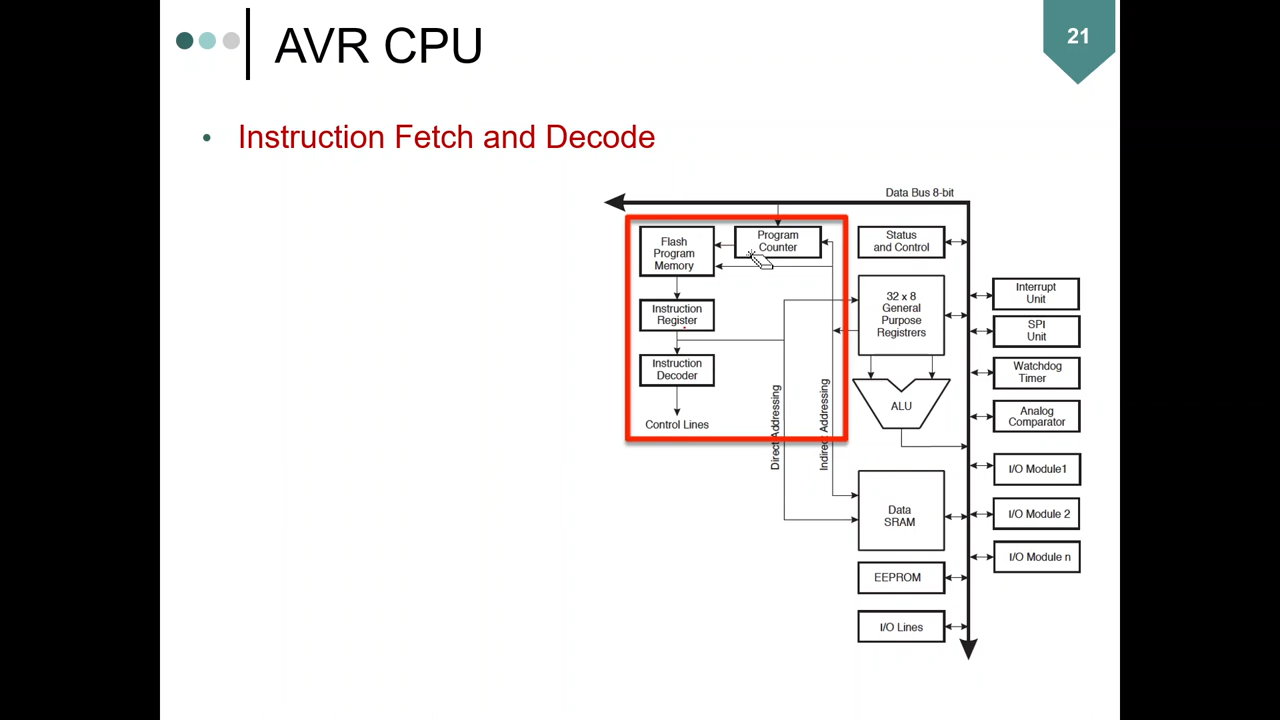 AVR CPU
21
• Instruction Fetch and Decode
Data Bus 8-bit
Flash
Program
Memory
Program
Counter
Instruction
Register
Instruction
Decoder
Control Lines
Direct Addressing
Indirect Addressing
Status
and Control
32 x 8
General
Purpose
Registrers
ALU
Data
SRAM
EEPROM
I/O Lines
Interrupt
Unit
SPI
Unit
Watchdog
Timer
Analog
Comparator
I/O Module1
I/O Module 2
I/O Module n